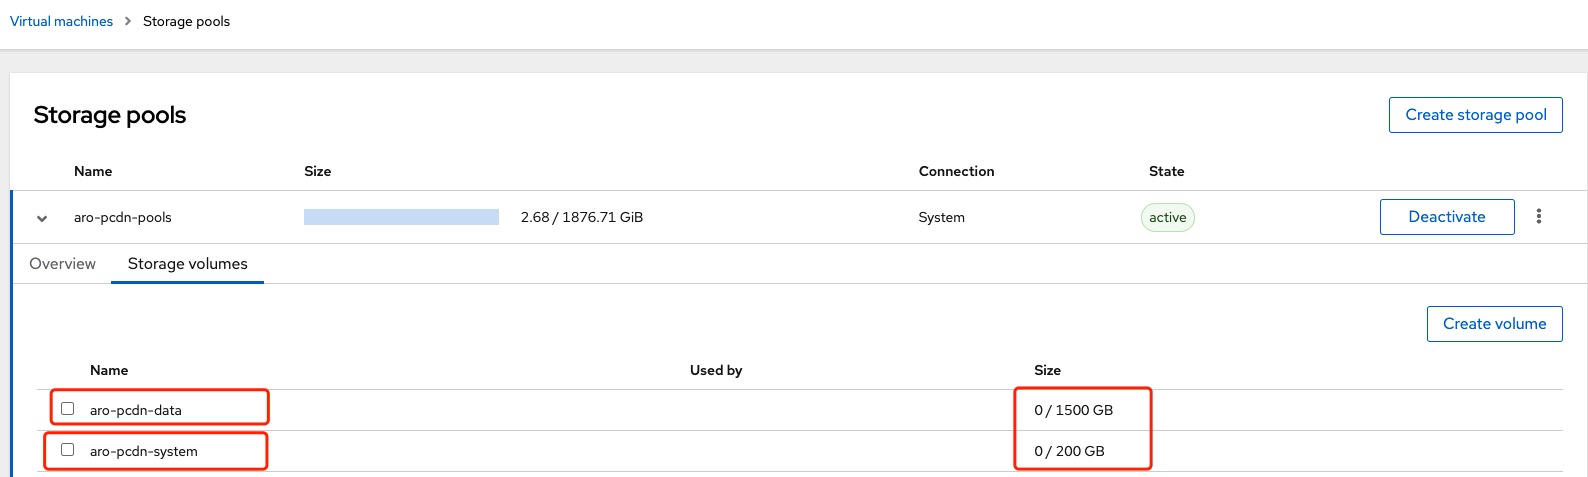 Virtual machines > Storage pools
Storage pools
Create storage pool
Name Size Connection State
aro-pcdn-pools 2.68 / 1876.71 GiB System active Deactivate
Overview Storage volumes
Create volume
Name Used by Size
aro-pcdn-data 0 / 1500 GB
aro-pcdn-system 0 / 200 GB